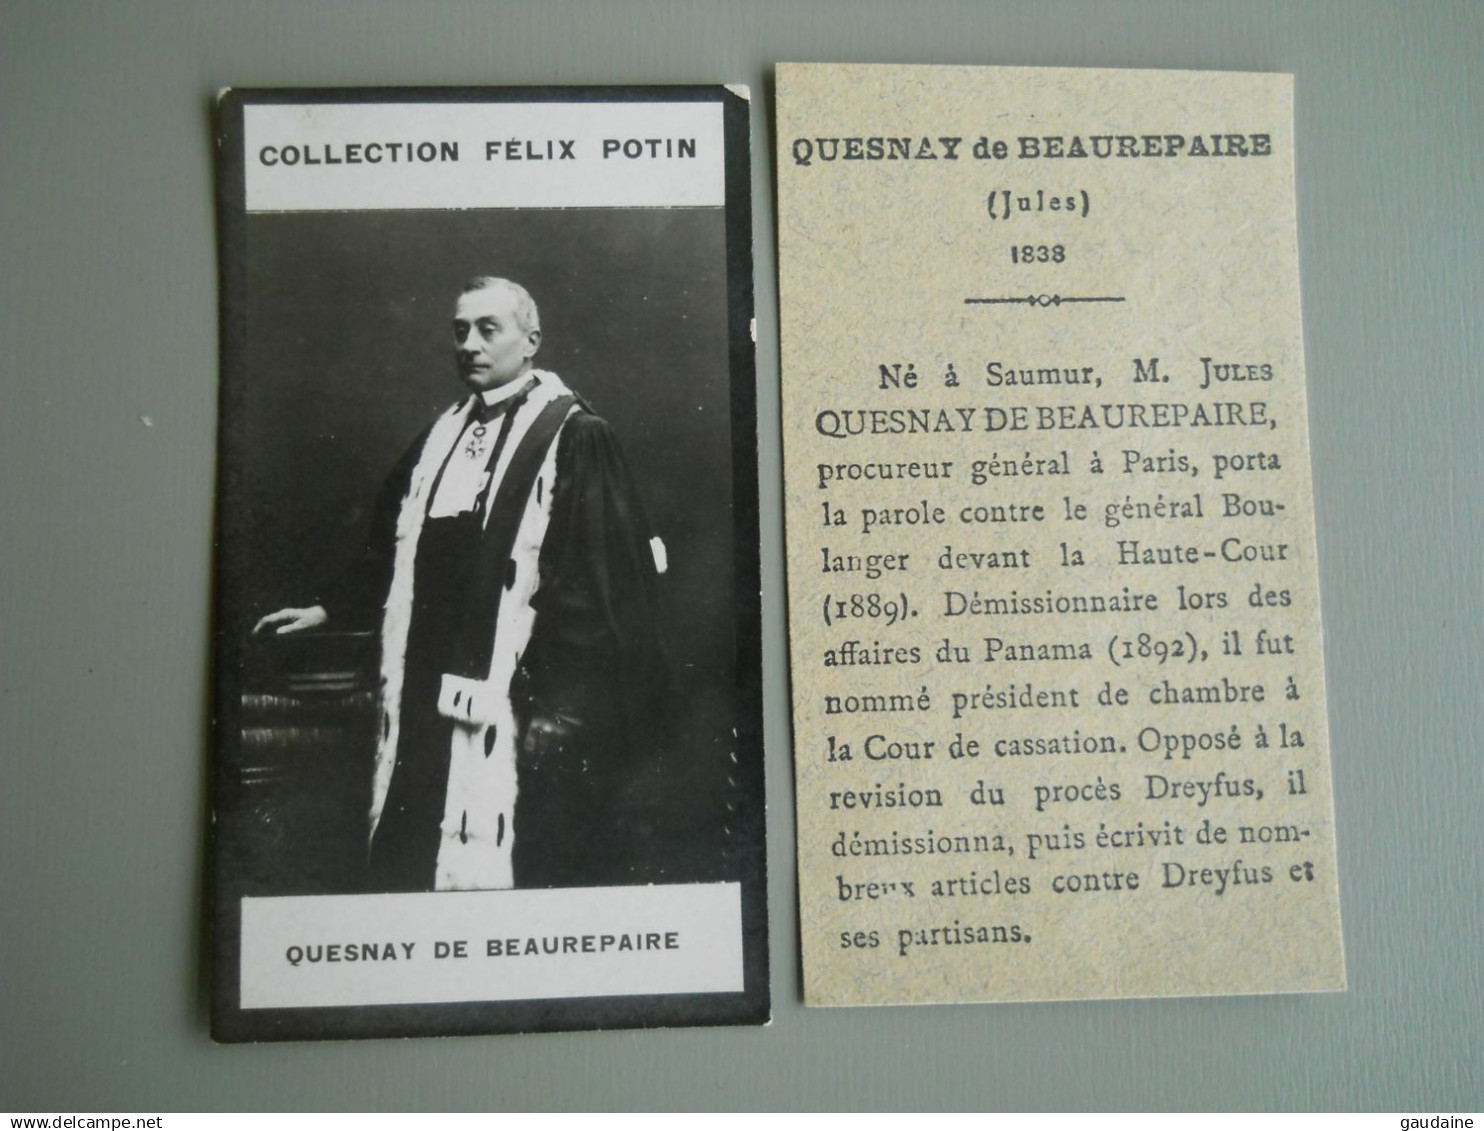 COLLECTION FÉLIX POTIN
QUESNAY DE BEAUREPAIRE
QUESNAY de BEAUREPAIRE
(Jules)
1838
Né à Saumur, M. JULES
QUESNAY DE BEAUREPAIRE,
procureur général à Paris, porta
la parole contre le général Bou-
langer devant la Haute-Cour
(1889). Démissionnaire lors des
affaires du Panama (1892), il fut
nommé président de chambre à
la Cour de cassation. Opposé à la
revision du procès Dreyfus, il
démissionna, puis écrivit de nom-
breux articles contre Dreyfus et
ses partisans.
gaudaine